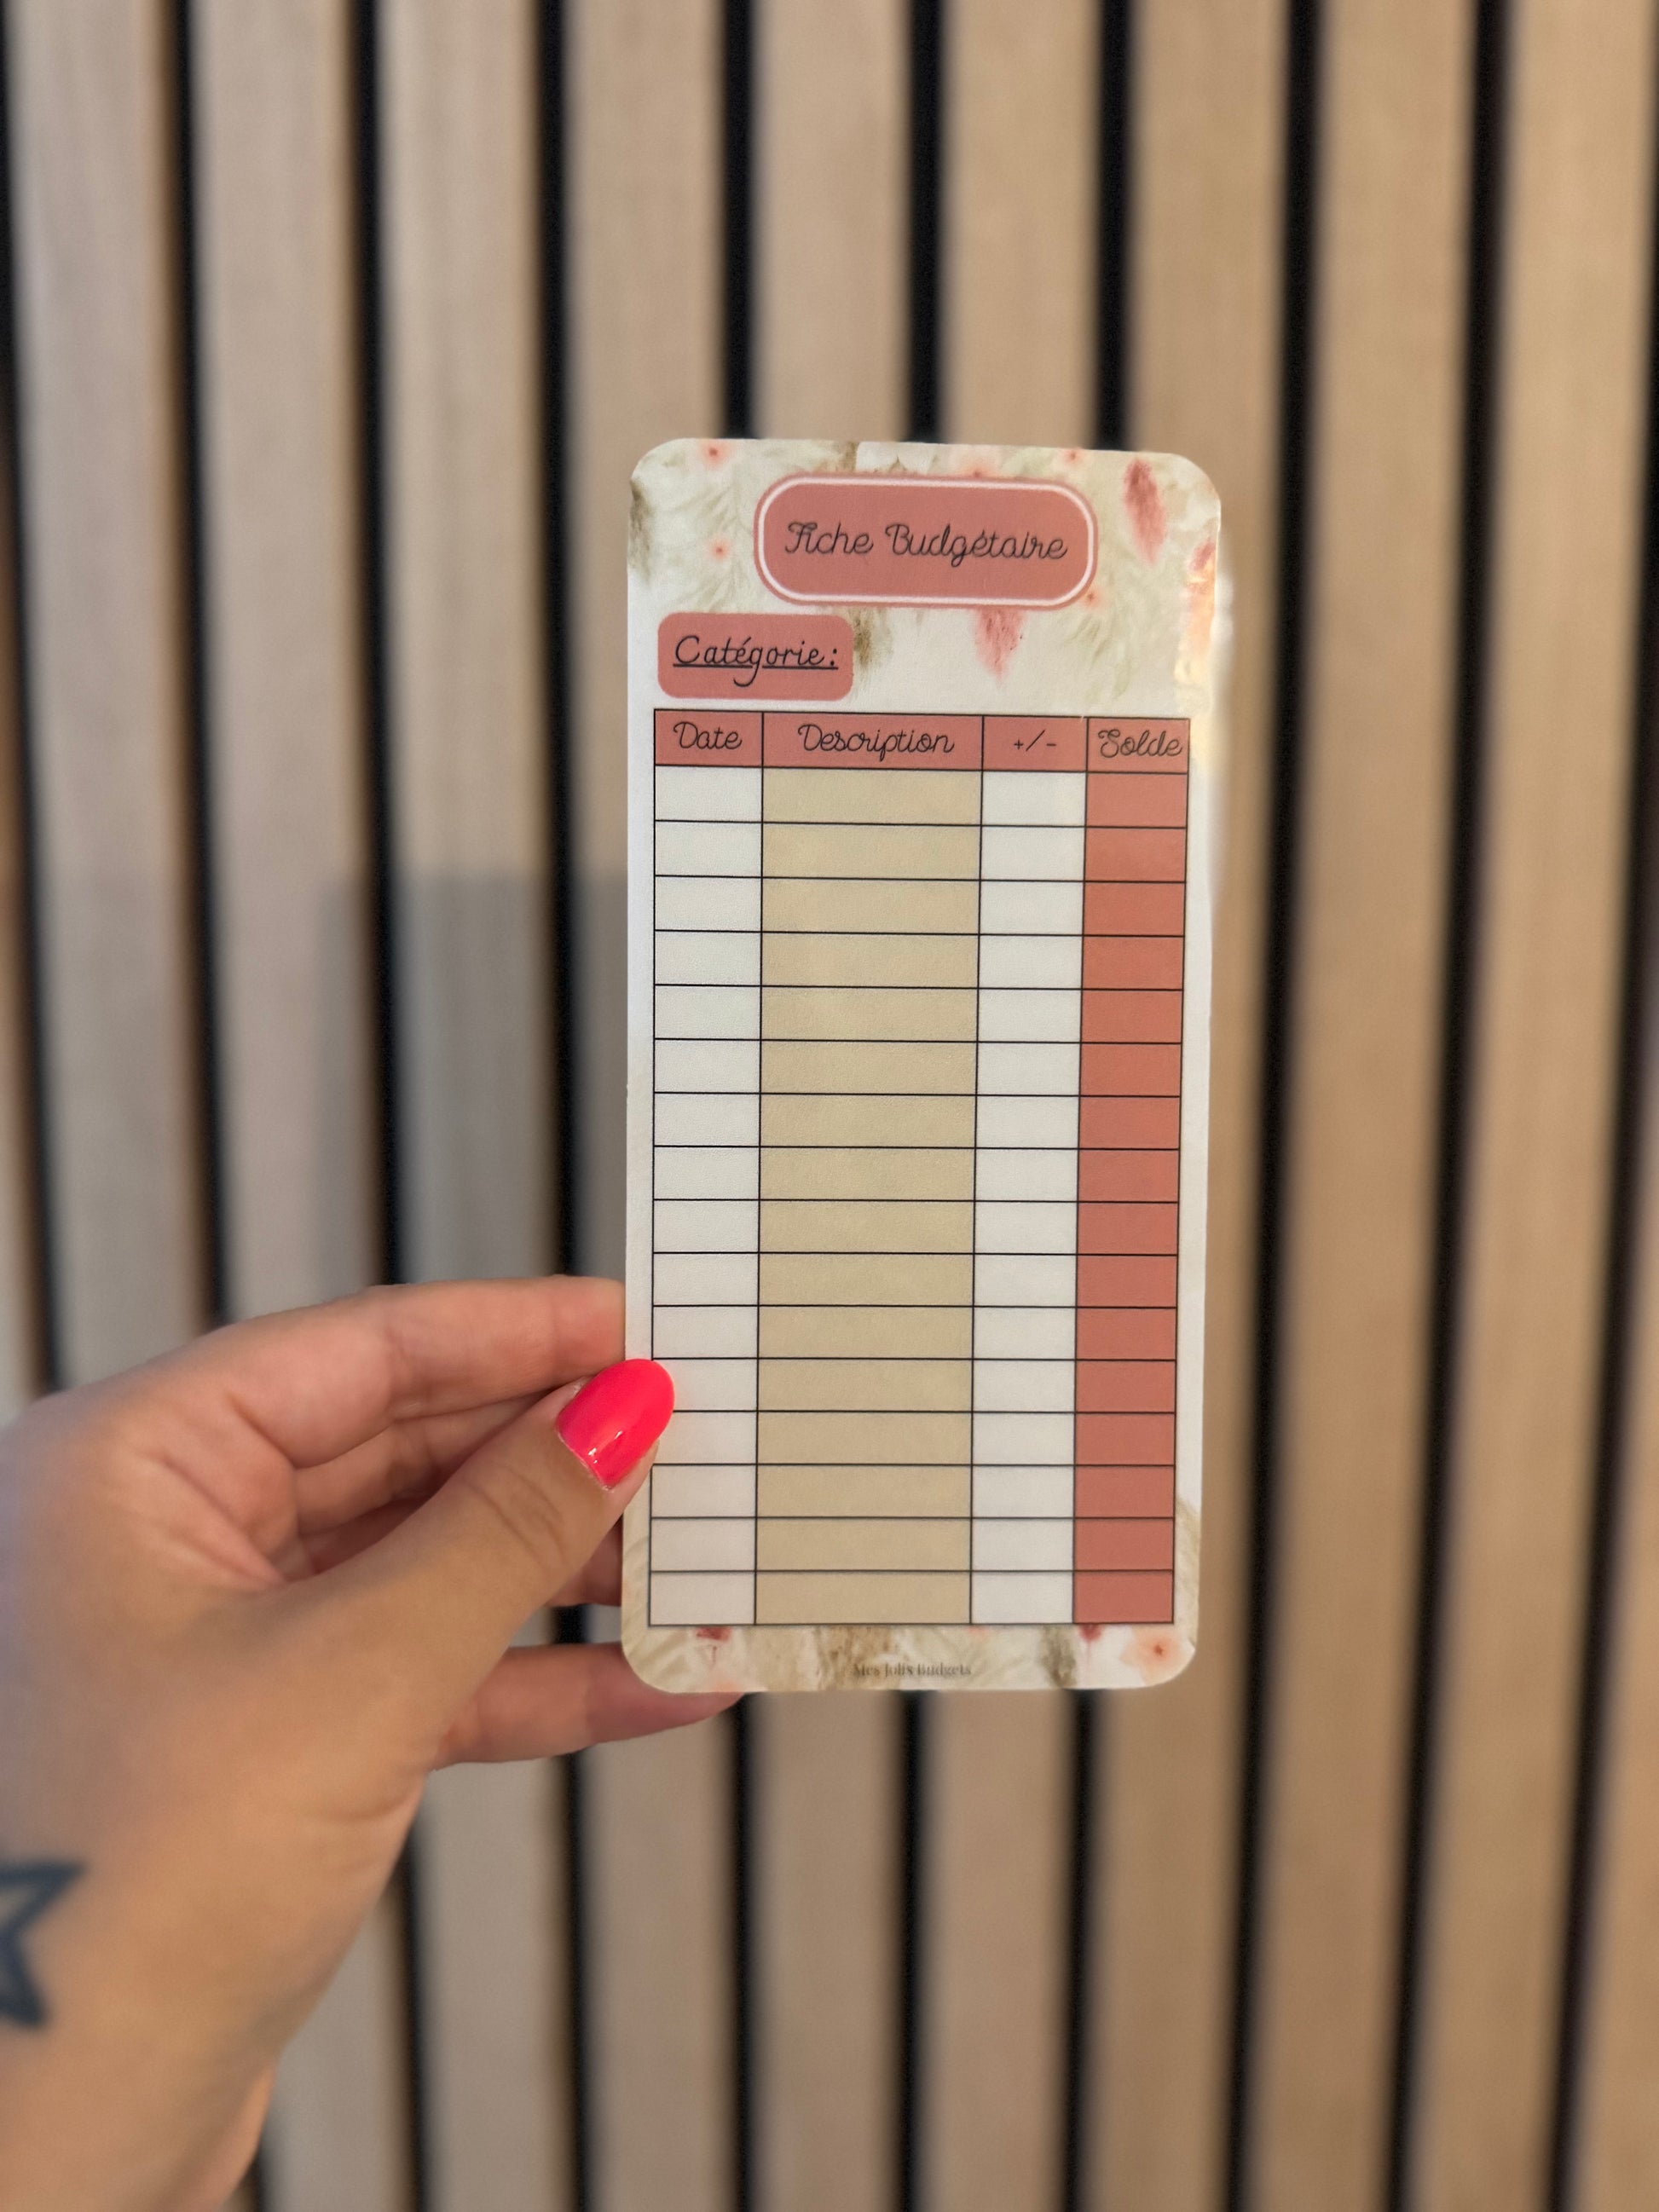 Fiche Budgétaire
Catégorie:
Date Description +/- Solde
Mes Jolis Budgets